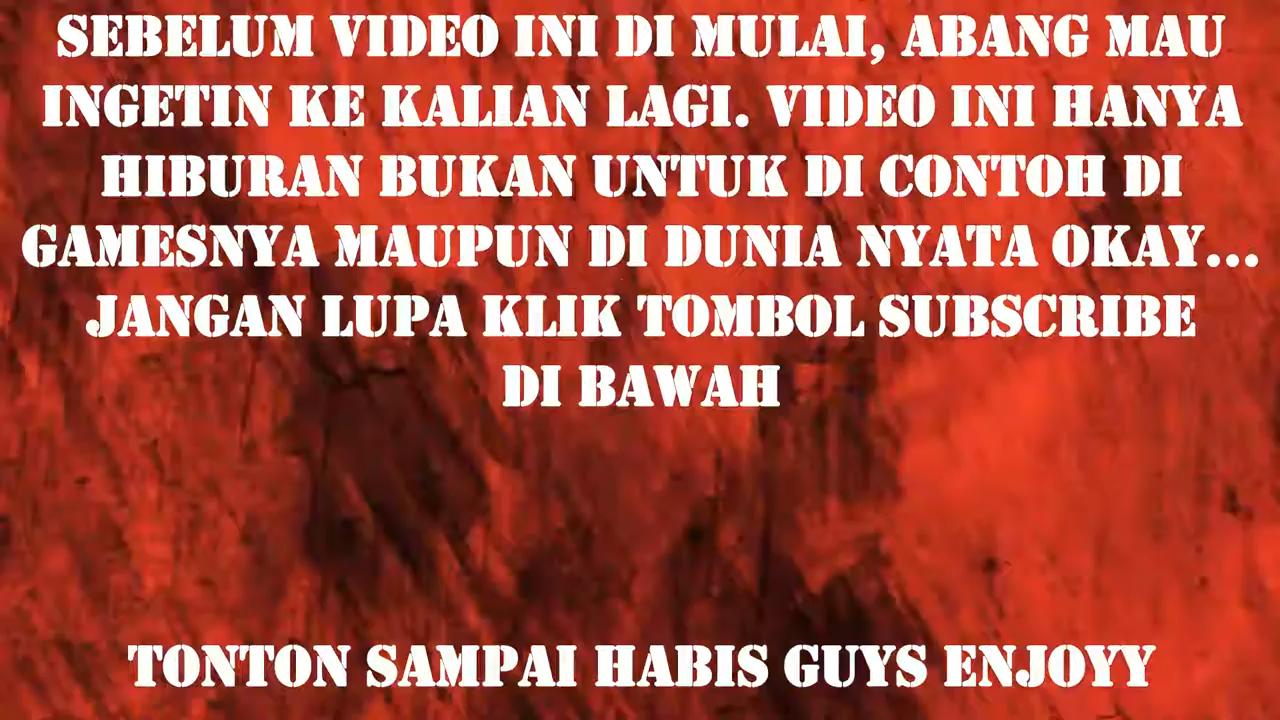 SEBELUM VIDEO INI DI MULAI, ABANG MAU
INGETIN KE KALIAN LAGI. VIDEO INI HANYA
HIBURAN BUKAN UNTUK DI CONTOH DI
GAMESNYA MAUPUN DI DUNIA NYATA OKAY...
JANGAN LUPA KLIK TOMBOL SUBSCRIBE
DI BAWAH
TONTON SAMPAI HABIS GUYS ENJOYY